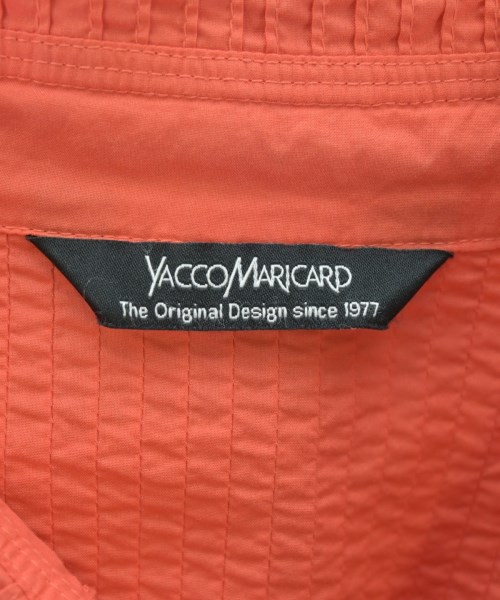 YACCOMARICARD
The Original Design since 1977